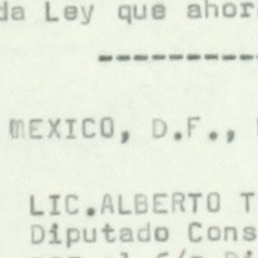 da Ley que ahor
-----------
MEXICO, D.F.,
LIC.ALBERTO T
Diputado Cons